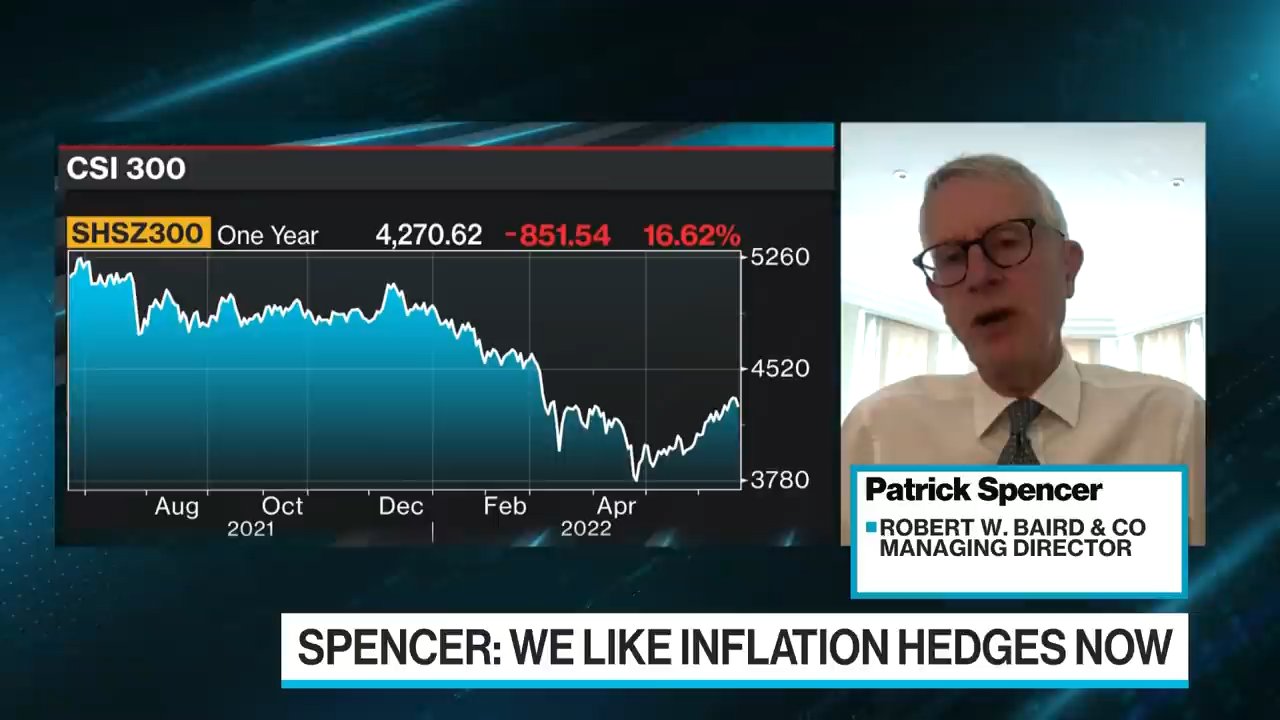 CSI 300
SHSZ300 One Year 4,270.62 -851.54 16.62%
5260
4520
3780
Aug Oct Dec Feb Apr
2021 2022
Patrick Spencer
ROBERT W. BAIRD & CO
MANAGING DIRECTOR
SPENCER: WE LIKE INFLATION HEDGES NOW